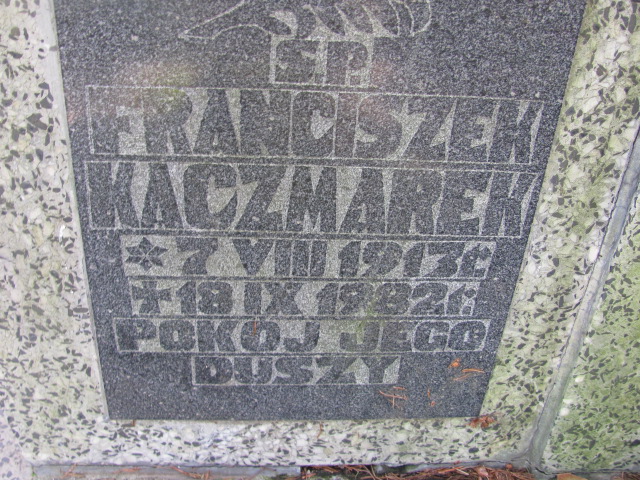 Ś.P.
FRANCISZEK
KACZMAREK
* 7 VIII 1913 r.
† 18 IX 1982 r.
POKÓJ JEGO
DUSZY